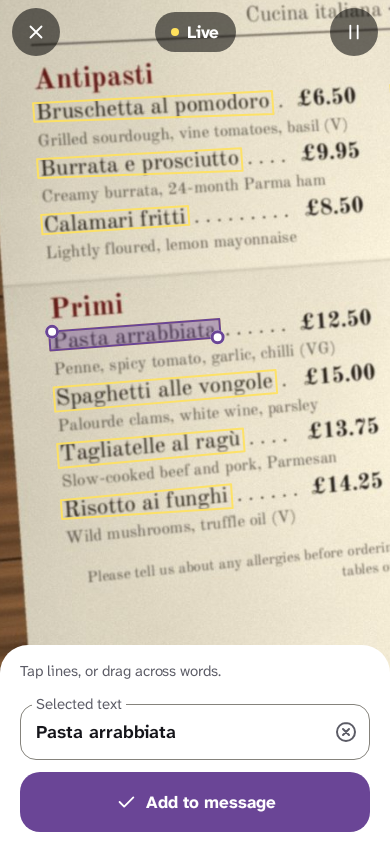 Cucina italiana
Live
Antipasti
Bruschetta al pomodoro . £6.50
Grilled sourdough, vine tomatoes, basil (V)
Burrata e prosciutto .... £9.95
Creamy burrata, 24-month Parma ham
Calamari fritti ......... £8.50
Lightly floured, lemon mayonnaise
Primi
Pasta arrabbiata ...... £12.50
Penne, spicy tomato, garlic, chilli (VG)
Spaghetti alle vongole . £15.00
Palourde clams, white wine, parsley
Tagliatelle al ragù .... £13.75
Slow-cooked beef and pork, Parmesan
Risotto ai funghi ...... £14.25
Wild mushrooms, truffle oil (V)
Please tell us about any allergies before
tables
Tap lines, or drag across words.
Selected text
Pasta arrabbiata
Add to message